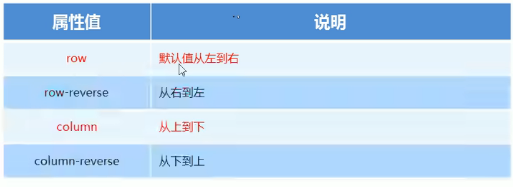 属性值 说明
row 默认值从左到右
row-reverse 从右到左
column 从上到下
column-reverse 从下到上